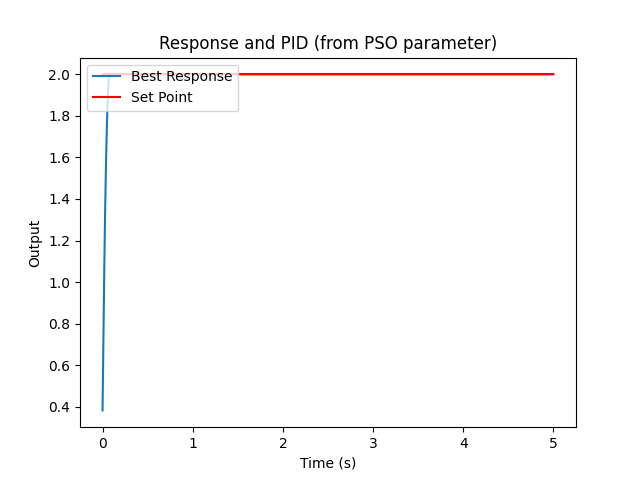 Response and PID (from PSO parameter)
Best Response
Set Point
Output
2.0
1.8
1.6
1.4
1.2
1.0
0.8
0.6
0.4
0 1 2 3 4 5
Time (s)